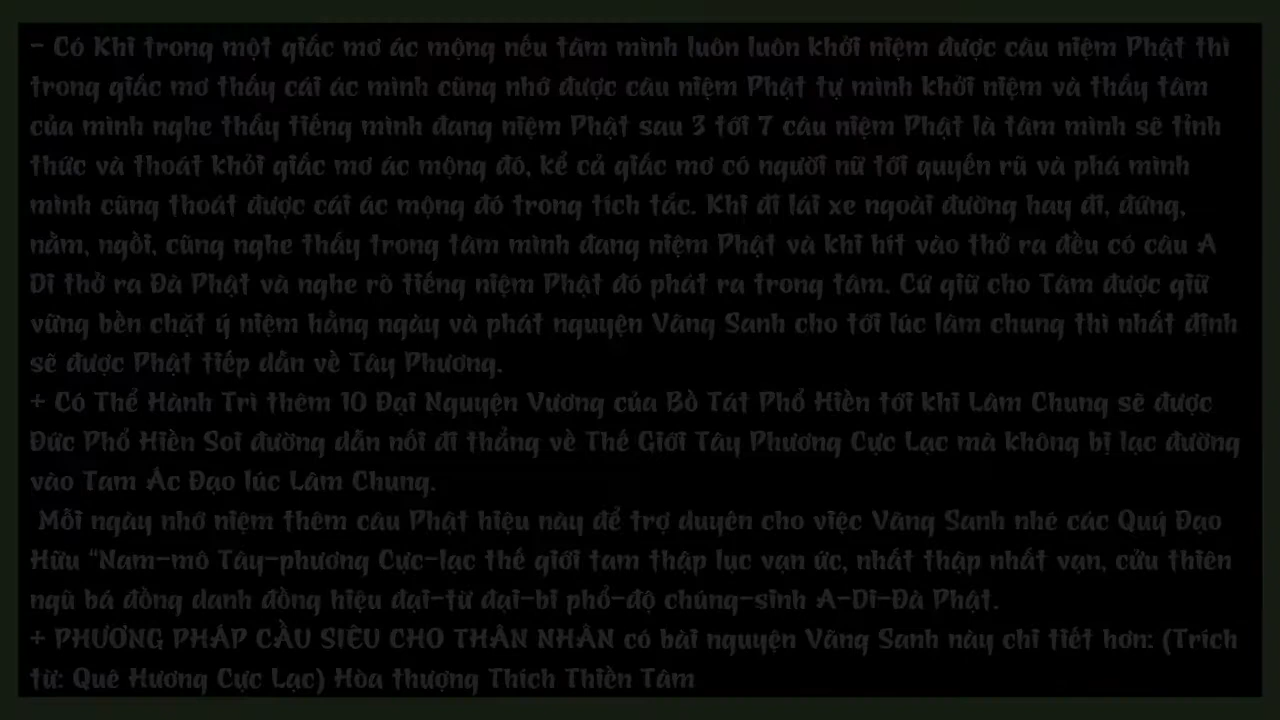 - Có Khi trong một giấc mơ ác mộng nếu tâm mình luôn luôn khởi niệm được câu niệm Phật thì
trong giấc mơ thấy cái ác mình cũng nhớ được câu niệm Phật tự mình khởi niệm và thấy tâm
của mình nghe thấy tiếng mình đang niệm Phật sau 3 tới 7 câu niệm Phật là tâm mình sẽ tỉnh
thức và thoát khỏi giấc mơ ác mộng đó, kể cả giấc mơ có người nữ tới quyến rũ và phá mình
mình cũng thoát được cái ác mộng đó trong tích tắc. Khi đi lái xe ngoài đường hay đi, đứng,
nằm, ngồi, cũng nghe thấy trong tâm mình đang niệm Phật và khi hít vào thở ra đều có câu A
Di thở ra Đà Phật và nghe rõ tiếng niệm Phật đó phát ra trong tâm. Cứ giữ cho Tâm được giữ
vững bền chặt ý niệm hằng ngày và phát nguyện Vãng Sanh cho tới lúc lâm chung thì nhất định
sẽ được Phật tiếp dẫn về Tây Phương.
+ Có Thể Hành Trì thêm 10 Đại Nguyện Vương của Bồ Tát Phổ Hiền tới khi Lâm Chung sẽ được
Đức Phổ Hiền Soi đường dẫn nối đi thẳng về Thế Giới Tây Phương Cực Lạc mà không bị lạc đường
vào Tam Ác Đạo lúc Lâm Chung.
Mỗi ngày nhớ niệm thêm câu Phật hiệu này để trợ duyên cho việc Vãng Sanh nhé các Quý Đạo
Hữu "Nam-mô Tây-phương Cực-lạc thế giới tam thập lục vạn ức, nhất thập nhất vạn, cửu thiên
ngũ bá đồng danh đồng hiệu đại-từ đại-bi phổ-độ chúng-sinh A-Di-Đà Phật.
+ PHƯƠNG PHÁP CẦU SIÊU CHO THÂN NHÂN có bài nguyện Vãng Sanh này chi tiết hơn: (Trích
từ: Quê Hương Cực Lạc) Hòa thượng Thích Thiền Tâm